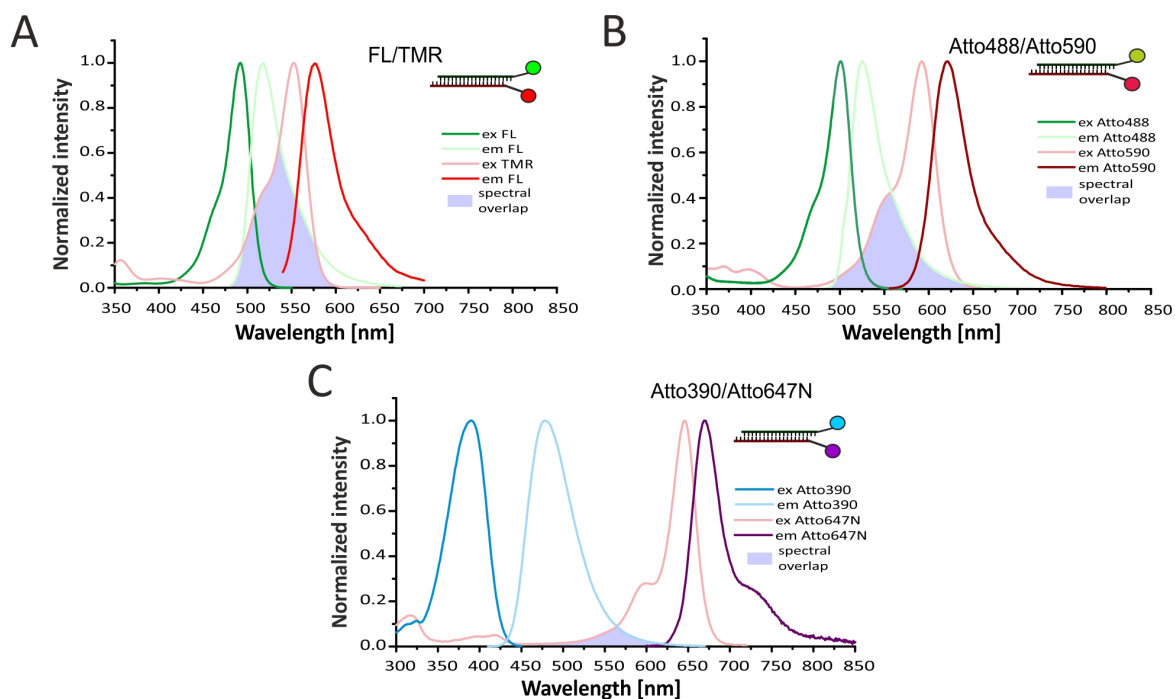 A
FL/TMR
1.0
0.8
0.6
0.4
0.2
0.0
Normalized intensity
ex FL
em FL
ex TMR
em FL
spectral
overlap
350 400 450 500 550 600 650 700 750 800 850
Wavelength [nm]
B
Atto488/Atto590
1.0
0.8
0.6
0.4
0.2
0.0
Normalized intensity
ex Atto488
em Atto488
ex Atto590
em Atto590
spectral
overlap
350 400 450 500 550 600 650 700 750 800 850
Wavelength [nm]
C
Atto390/Atto647N
1.0
0.8
0.6
0.4
0.2
0.0
Normalized intensity
ex Atto390
em Atto390
ex Atto647N
em Atto647N
spectral
overlap
300 350 400 450 500 550 600 650 700 750 800 850
Wavelength [nm]